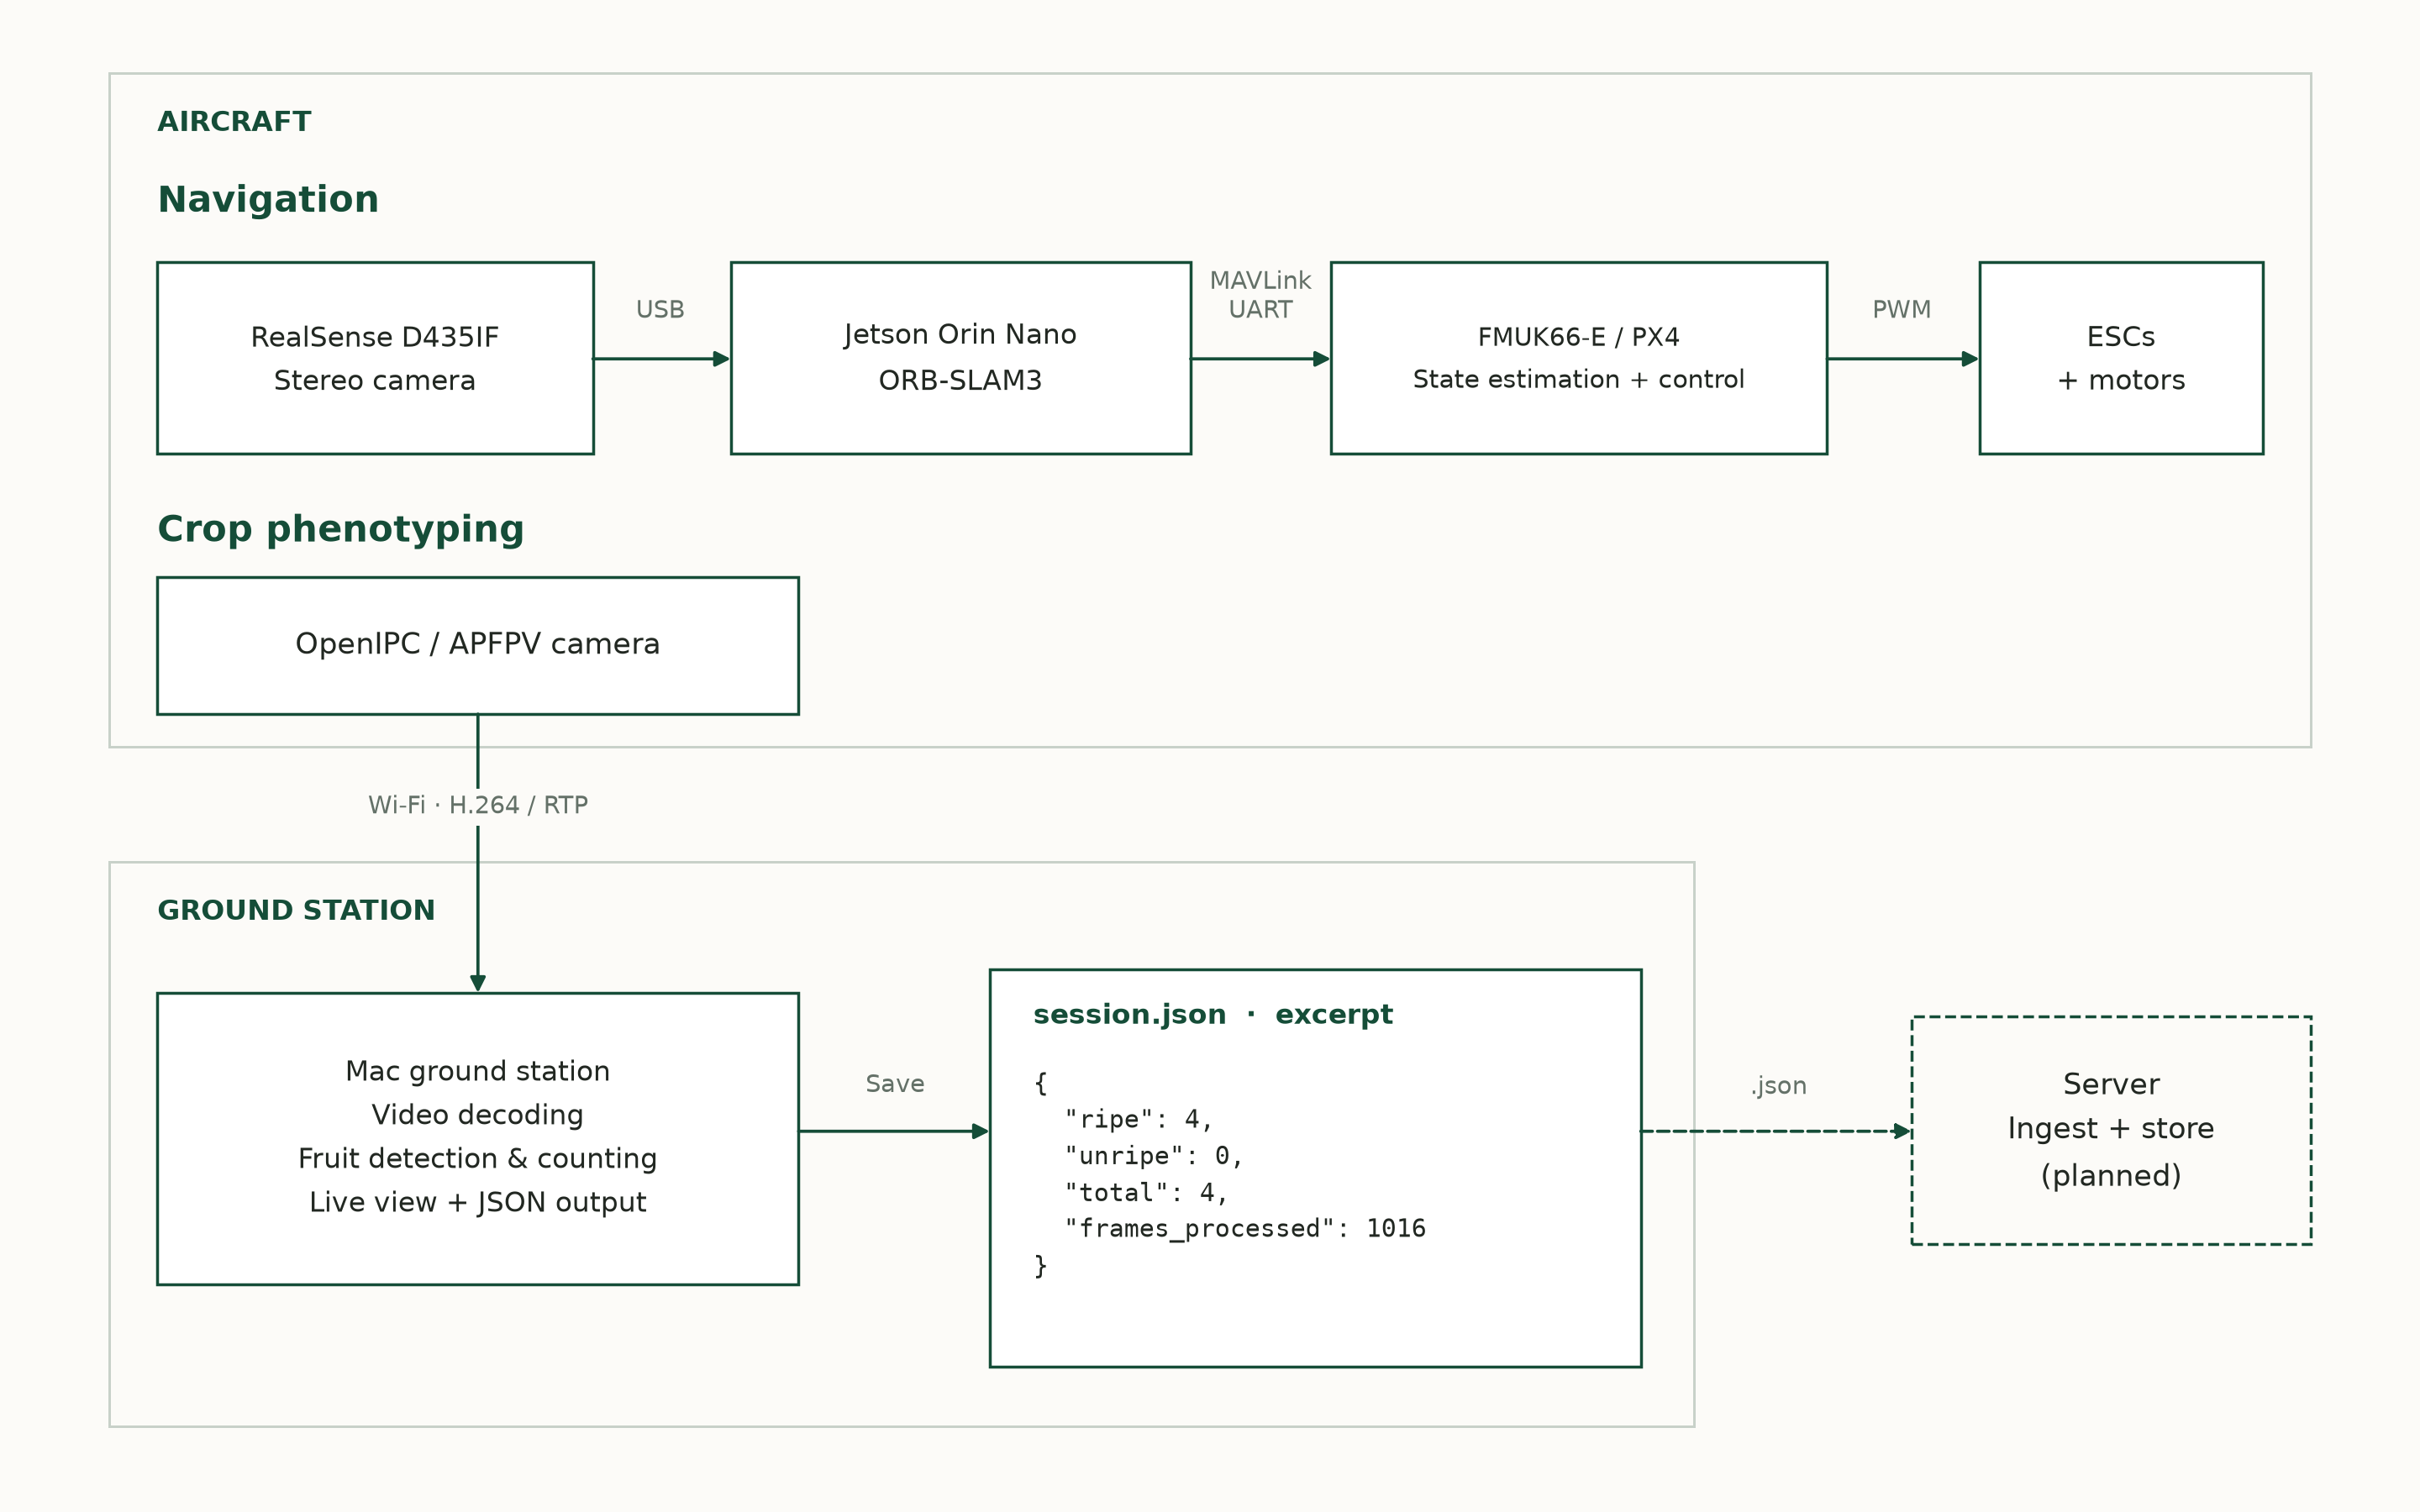 AIRCRAFT
Navigation
RealSense D435IF
Stereo camera
USB
Jetson Orin Nano
ORB-SLAM3
MAVLink
UART
FMUK66-E / PX4
State estimation + control
PWM
ESCs
+ motors
Crop phenotyping
OpenIPC / APFPV camera
Wi-Fi · H.264 / RTP
GROUND STATION
Mac ground station
Video decoding
Fruit detection & counting
Live view + JSON output
Save
session.json · excerpt
{
  "ripe": 4,
  "unripe": 0,
  "total": 4,
  "frames_processed": 1016
}
.json
Server
Ingest + store
(planned)